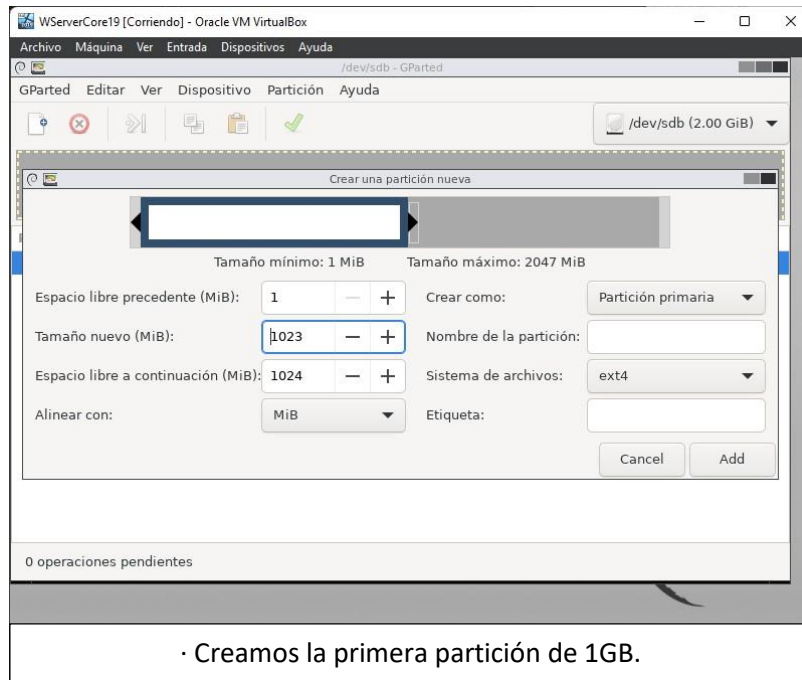 WServerCore19 [Corriendo] - Oracle VM VirtualBox
Archivo Máquina Ver Entrada Dispositivos Ayuda
/dev/sdb - GParted
GParted Editar Ver Dispositivo Partición Ayuda
/dev/sdb (2.00 GiB)
Crear una partición nueva
Tamaño mínimo: 1 MiB Tamaño máximo: 2047 MiB
Espacio libre precedente (MiB): 1 Crear como: Partición primaria
Tamaño nuevo (MiB): 1023 Nombre de la partición:
Espacio libre a continuación (MiB): 1024 Sistema de archivos: ext4
Alinear con: MiB Etiqueta:
Cancel Add
0 operaciones pendientes
· Creamos la primera partición de 1GB.